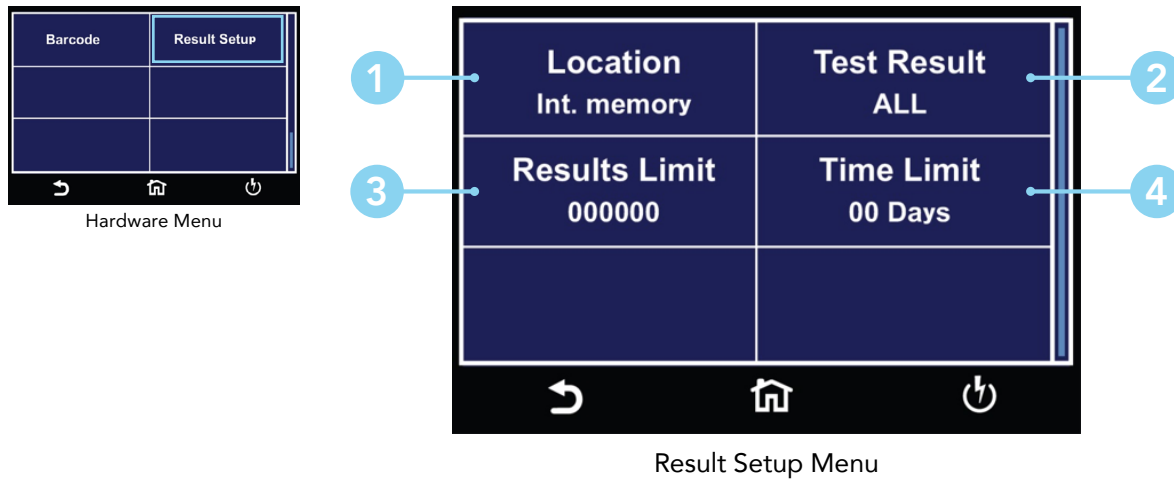 Barcode
Result Setup
Hardware Menu
1
Location
Int. memory
Test Result
ALL
2
3
Results Limit
000000
Time Limit
00 Days
4
Result Setup Menu